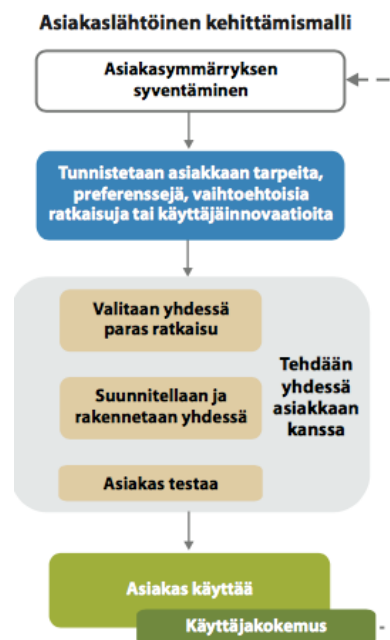 Asiakaslähtöinen kehittämismalli
Asiakasymmärryksen
syventäminen
Tunnistetaan asiakkaan tarpeita,
preferenssejä, vaihtoehtoisia
ratkaisuja tai käyttäjäinnovaatioita
Valitaan yhdessä
paras ratkaisu
Suunnitellaan ja
rakennetaan yhdessä
Asiakas testaa
Tehdään
yhdessä
asiakkaan
kanssa
Asiakas käyttää
Käyttäjakokemus